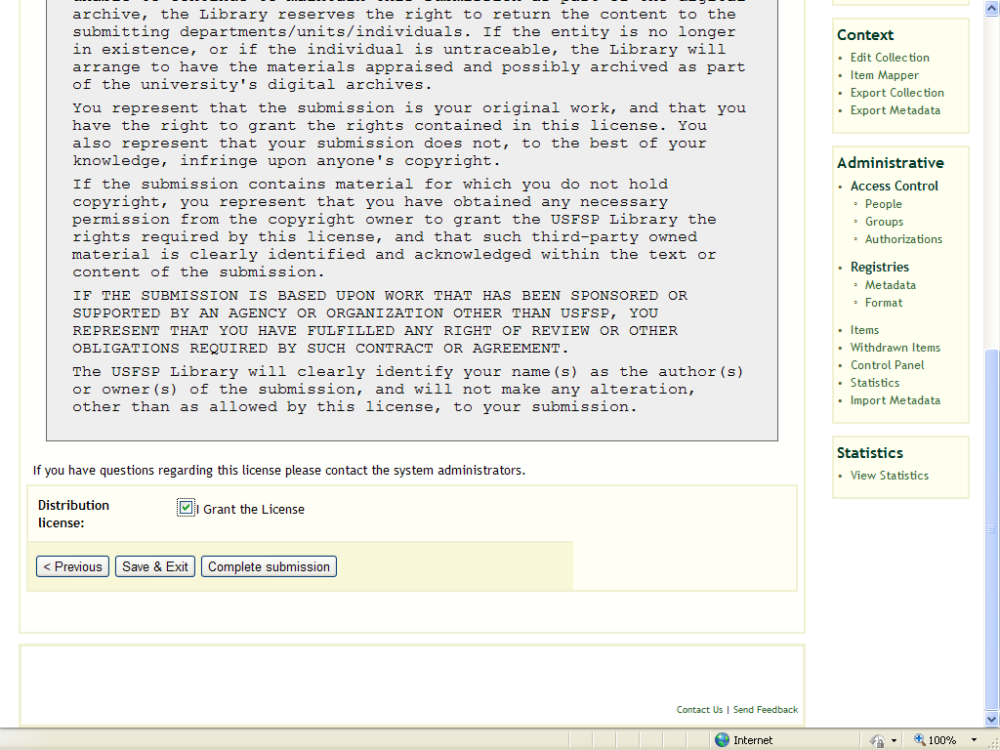 archive, the Library reserves the right to return the content to the
submitting departments/units/individuals. If the entity is no longer
in existence, or if the individual is untraceable, the Library will
arrange to have the materials appraised and possibly archived as part
of the university's digital archives.
You represent that the submission is your original work, and that you
have the right to grant the rights contained in this license. You
also represent that your submission does not, to the best of your
knowledge, infringe upon anyone's copyright.
If the submission contains material for which you do not hold
copyright, you represent that you have obtained any necessary
permission from the copyright owner to grant the USFSP Library the
rights required by this license, and that such third-party owned
material is clearly identified and acknowledged within the text or
content of the submission.
IF THE SUBMISSION IS BASED UPON WORK THAT HAS BEEN SPONSORED OR
SUPPORTED BY AN AGENCY OR ORGANIZATION OTHER THAN USFSP, YOU
REPRESENT THAT YOU HAVE FULFILLED ANY RIGHT OF REVIEW OR OTHER
OBLIGATIONS REQUIRED BY SUCH CONTRACT OR AGREEMENT.
The USFSP Library will clearly identify your name(s) as the author(s)
or owner(s) of the submission, and will not make any alteration,
other than as allowed by this license, to your submission.
If you have questions regarding this license please contact the system administrators.
Distribution
license:
I Grant the License
< Previous
Save & Exit
Complete submission
Contact Us | Send Feedback
Context
Edit Collection
Item Mapper
Export Collection
Export Metadata
Administrative
Access Control
People
Groups
Authorizations
Registries
Metadata
Format
Items
Withdrawn Items
Control Panel
Statistics
Import Metadata
Statistics
View Statistics
Internet
100%